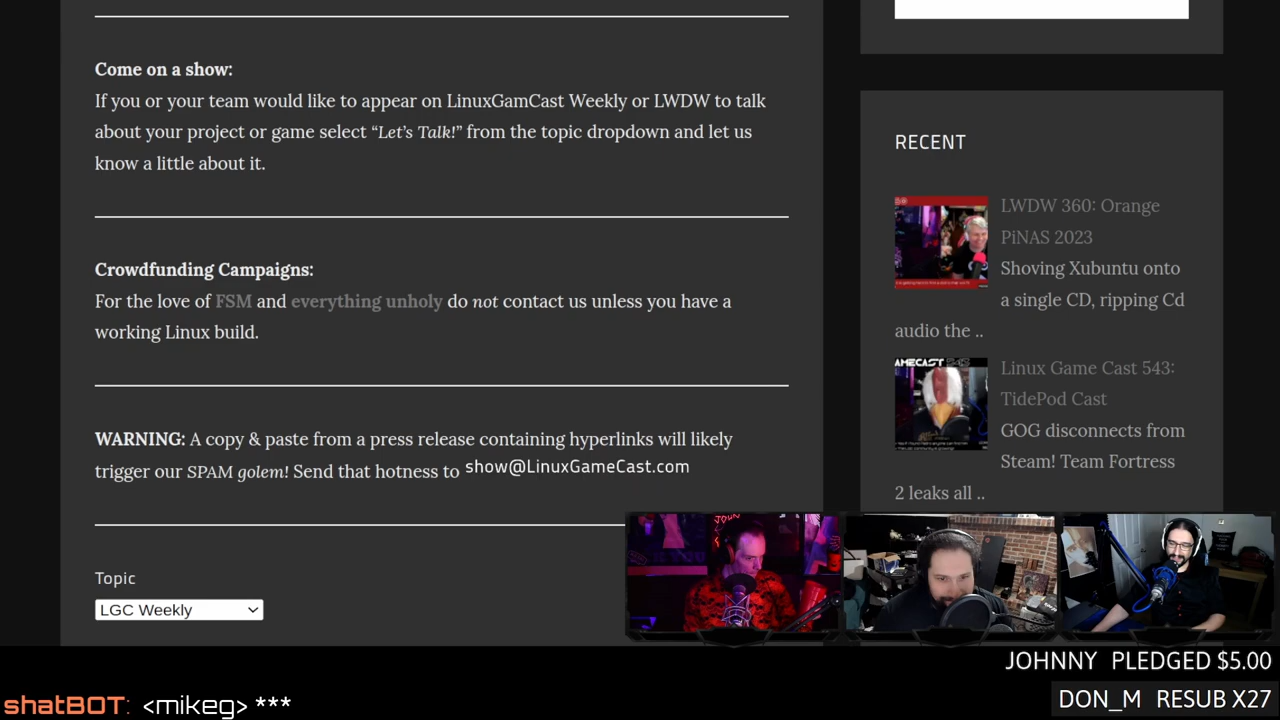 Come on a show:
If you or your team would like to appear on LinuxGamCast Weekly or LWDW to talk
about your project or game select “Let’s Talk!” from the topic dropdown and let us
know a little about it.
Crowdfunding Campaigns:
For the love of FSM and everything unholy do not contact us unless you have a
working Linux build.
WARNING: A copy & paste from a press release containing hyperlinks will likely
trigger our SPAM golem! Send that hotness to show@LinuxGameCast.com
Topic
LGC Weekly
RECENT
LWDW 360: Orange
PiNAS 2023
Shoving Xubuntu onto
a single CD, ripping Cd
audio the ..
Linux Game Cast 543:
TidePod Cast
GOG disconnects from
Steam! Team Fortress
2 leaks all ..
JOHNNY PLEDGED $5.00
shatBOT: <mikeg> ***
DON_M RESUB X27